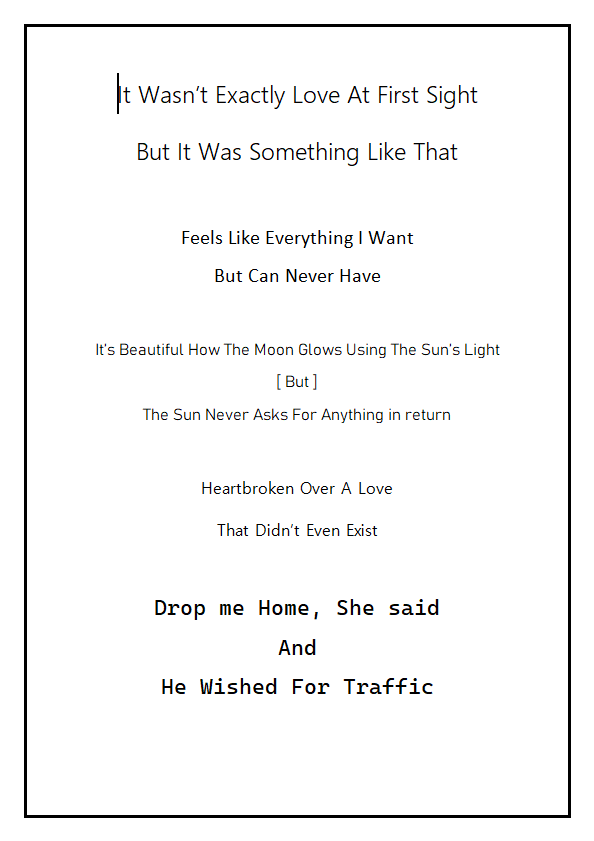 It Wasn’t Exactly Love At First Sight
But It Was Something Like That
Feels Like Everything I Want
But Can Never Have
It’s Beautiful How The Moon Glows Using The Sun’s Light
[ But ]
The Sun Never Asks For Anything in return
Heartbroken Over A Love
That Didn’t Even Exist
Drop me Home, She said
And
He Wished For Traffic